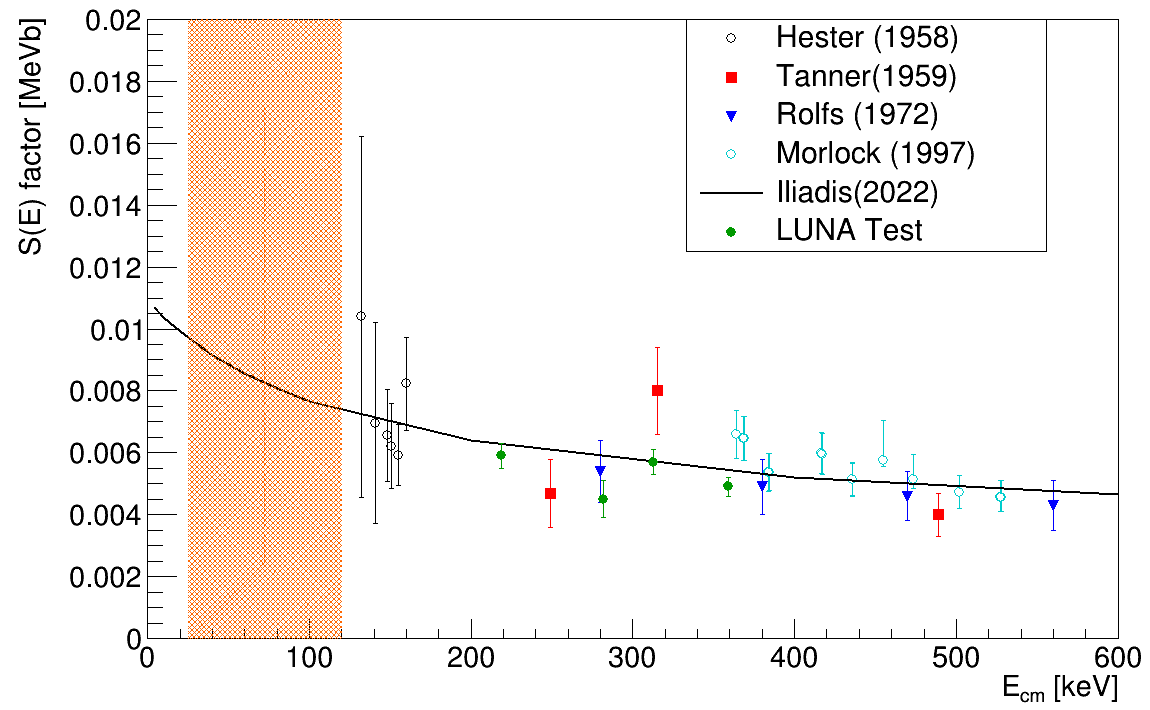 S(E) factor [MeVb]
0.02
0.018
0.016
0.014
0.012
0.01
0.008
0.006
0.004
0.002
0
Hester (1958)
Tanner(1959)
Rolfs (1972)
Morlock (1997)
Iliadis(2022)
LUNA Test
0 100 200 300 400 500 600
Ecm [keV]